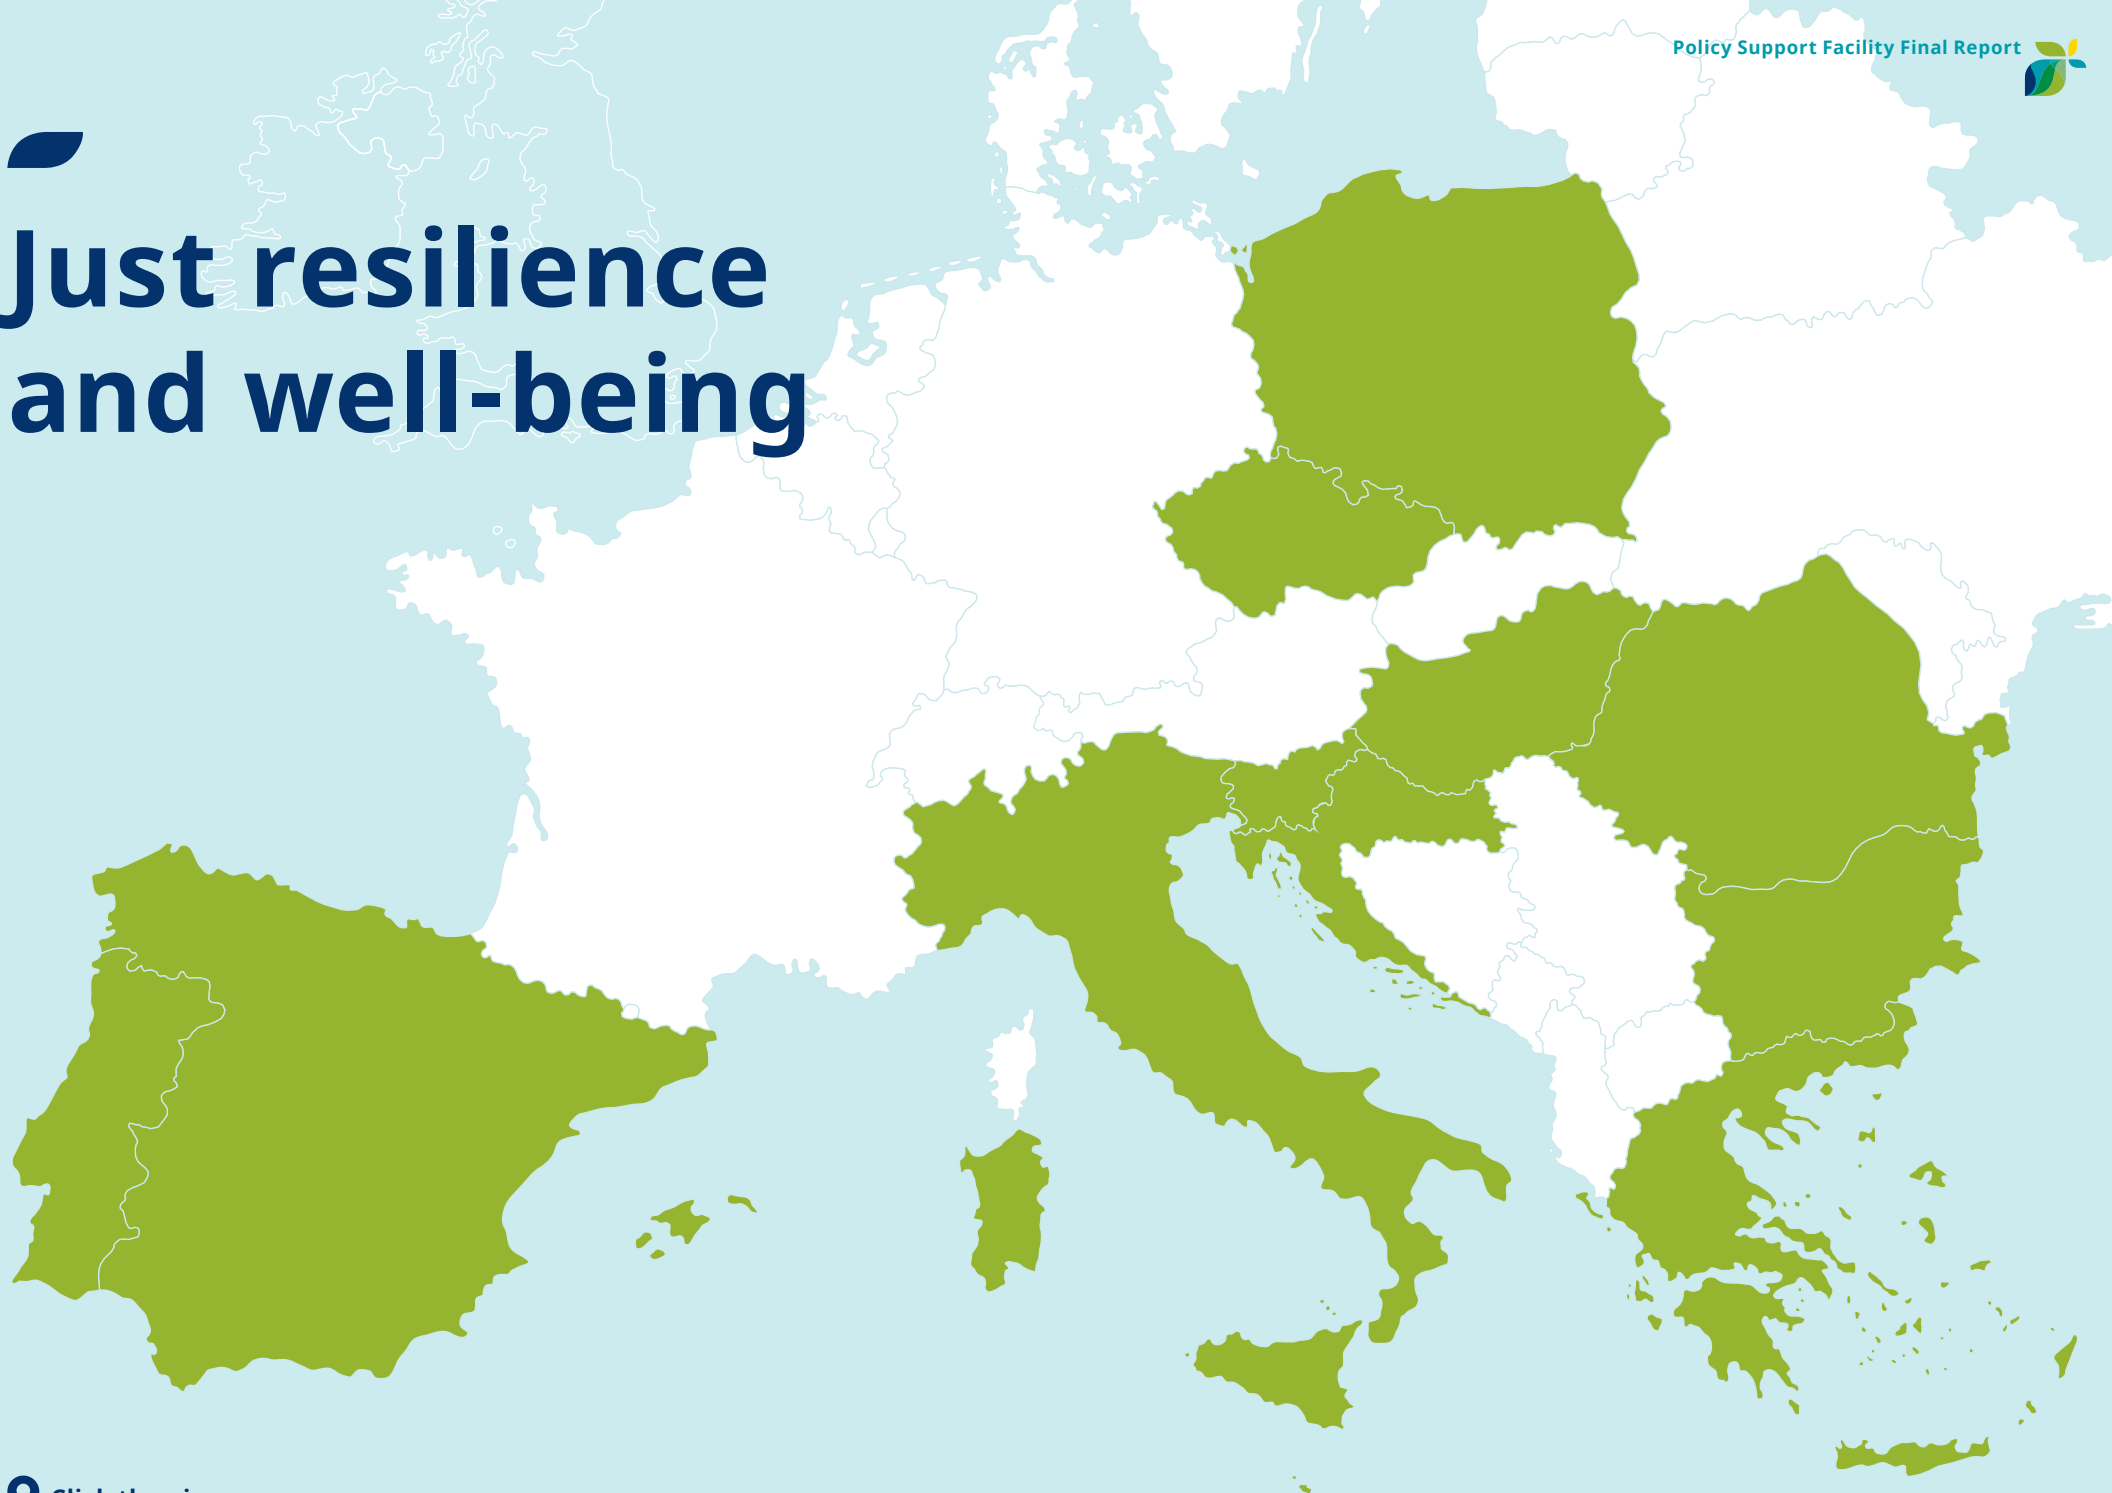 Policy Support Facility Final Report
Just resilience
and well-being